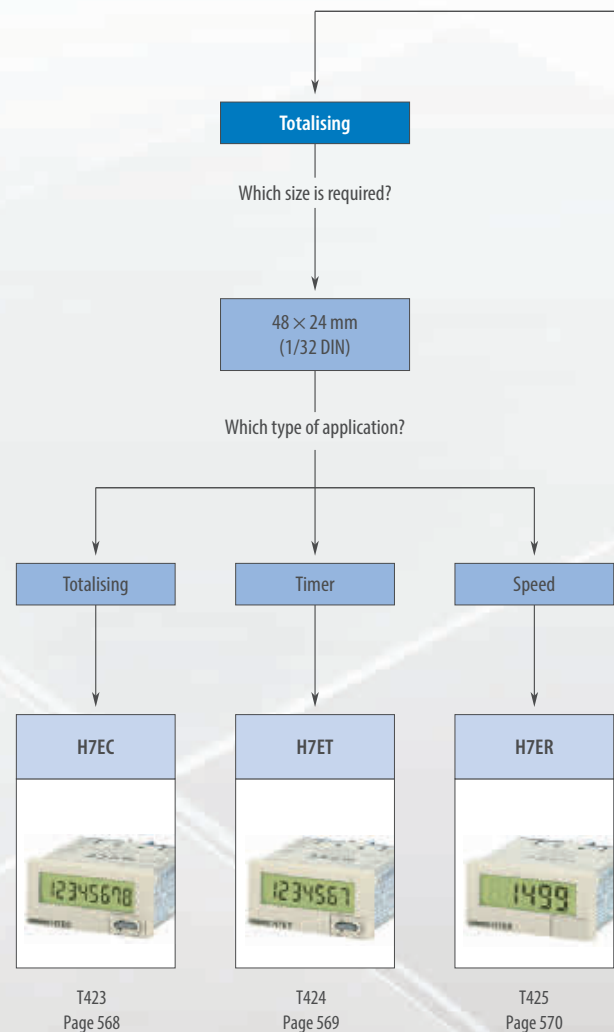 Totalising
Which size is required?
48 × 24 mm
(1/32 DIN)
Which type of application?
Totalising
Timer
Speed
H7EC
H7ET
H7ER
12345678
1234567
1499
T423
Page 568
T424
Page 569
T425
Page 570